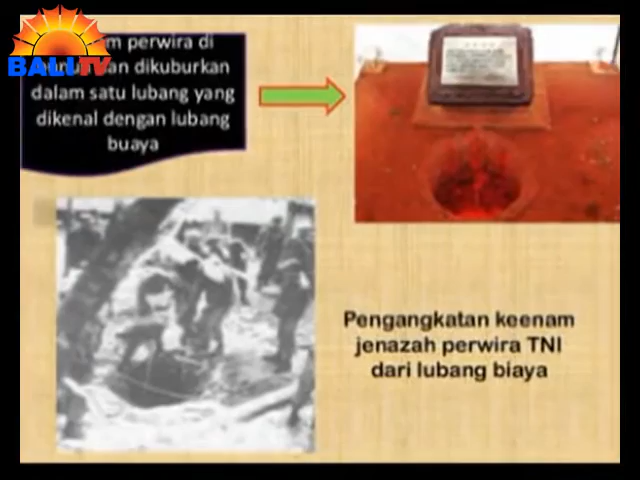 BALI TV
perwira di
dikuburkan
dalam satu lubang yang
dikenal dengan lubang
buaya
Pengangkatan keenam
jenazah perwira TNI
dari lubang biaya